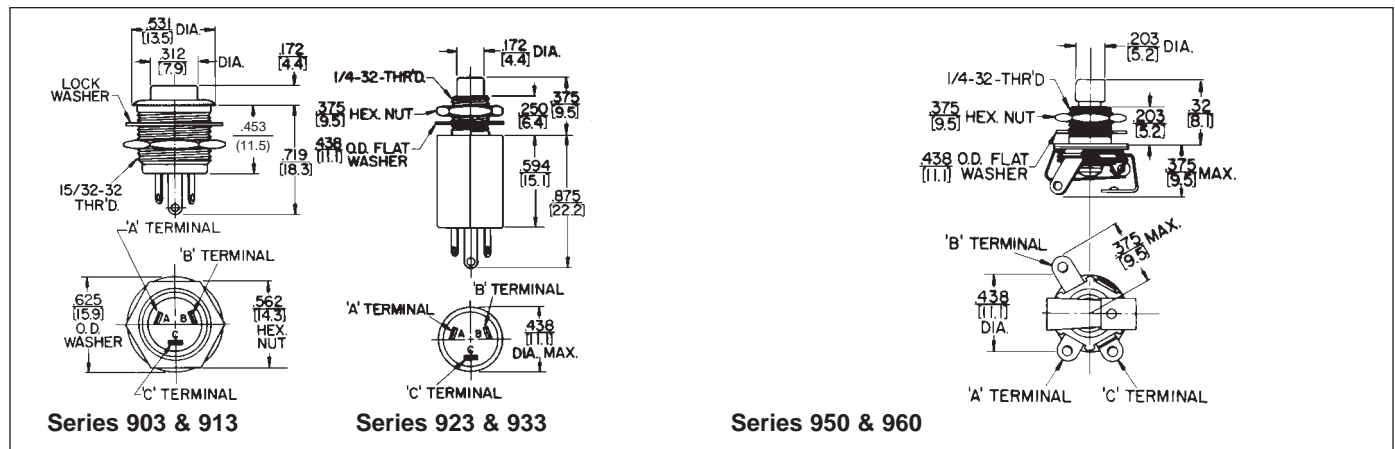 .531
[13.5] DIA.
.312
[7.9] DIA.
.172
[4.4]
LOCK
WASHER
.453
(11.5)
.719
[18.3]
15/32-32
THR'D.
'A' TERMINAL
'B' TERMINAL
A B
C
.625
[15.9]
O.D.
WASHER
.562
[14.3]
HEX.
NUT
'C' TERMINAL
Series 903 & 913
.172
[4.4] DIA.
1/4-32-THR'D.
.375
[9.5] HEX. NUT
.250
[6.4]
.375
[9.5]
.438
[11.1] O.D. FLAT
WASHER
.594
[15.1]
.875
[22.2]
'B' TERMINAL
'A' TERMINAL
A B
C
.438
[11.1]
DIA. MAX.
'C' TERMINAL
Series 923 & 933
.203
[5.2] DIA.
1/4-32-THR'D
.375
[9.5] HEX. NUT
.203
[5.2]
.32
[8.1]
.438
[11.1] O.D. FLAT
WASHER
.375
[9.5] MAX.
'B' TERMINAL
.375
[9.5] MAX.
.438
[11.1]
DIA.
'A' TERMINAL
'C' TERMINAL
Series 950 & 960